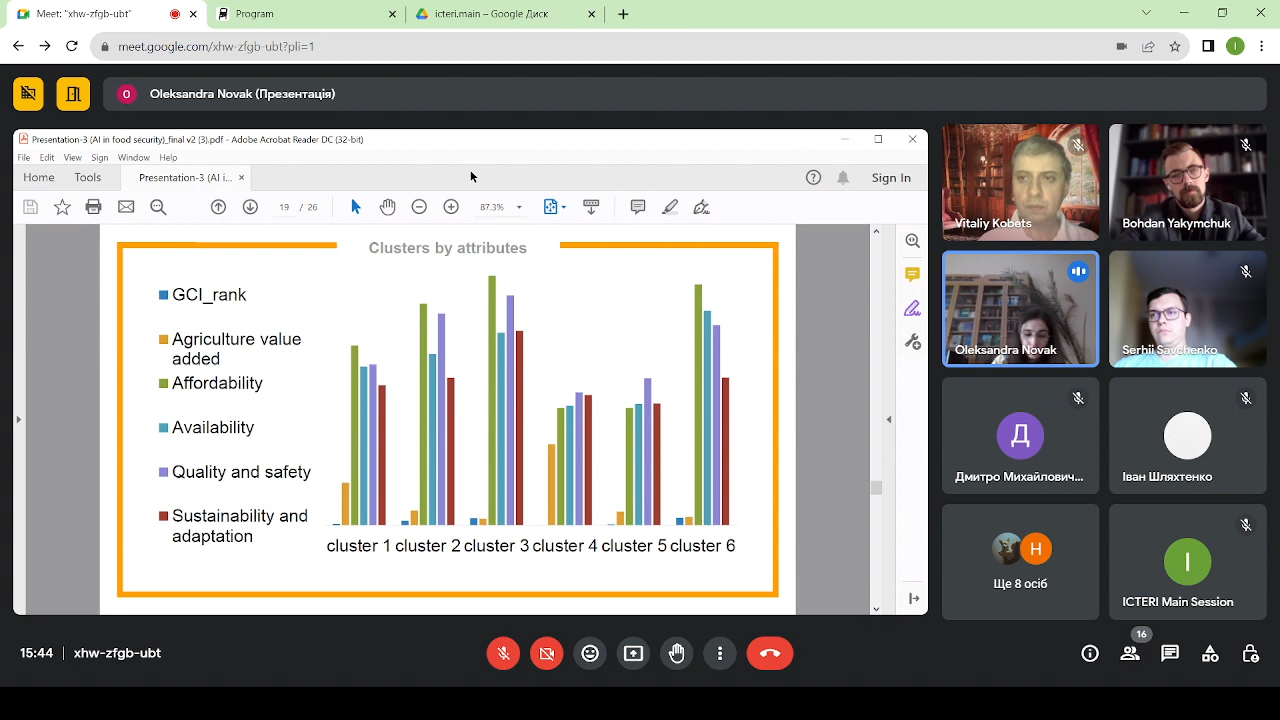 Meet: "xhw-zfgb-ubt"
Program
icteri.main – Google Диск
meet.google.com/xhw-zfgb-ubt?pli=1
I
O
Oleksandra Novak (Презентація)
Presentation-3 (AI in food security)_final v2 (3).pdf - Adobe Acrobat Reader DC (32-bit)
File Edit View Sign Window Help
Home Tools Presentation-3 (AI i... Sign In
19 / 26 87.3%
Clusters by attributes
GCI_rank
Agriculture value
added
Affordability
Availability
Quality and safety
Sustainability and
adaptation
cluster 1 cluster 2 cluster 3 cluster 4 cluster 5 cluster 6
Vitaliy Kobets
Bohdan Yakymchuk
Oleksandra Novak
Serhii Savchenko
Д
Дмитро Михайлович...
Іван Шляхтенко
Н
Ще 8 осіб
I
ICTERI Main Session
15:44 | xhw-zfgb-ubt
16